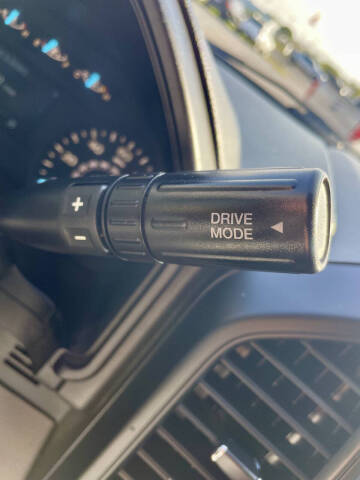 +
-
DRIVE
MODE ◄